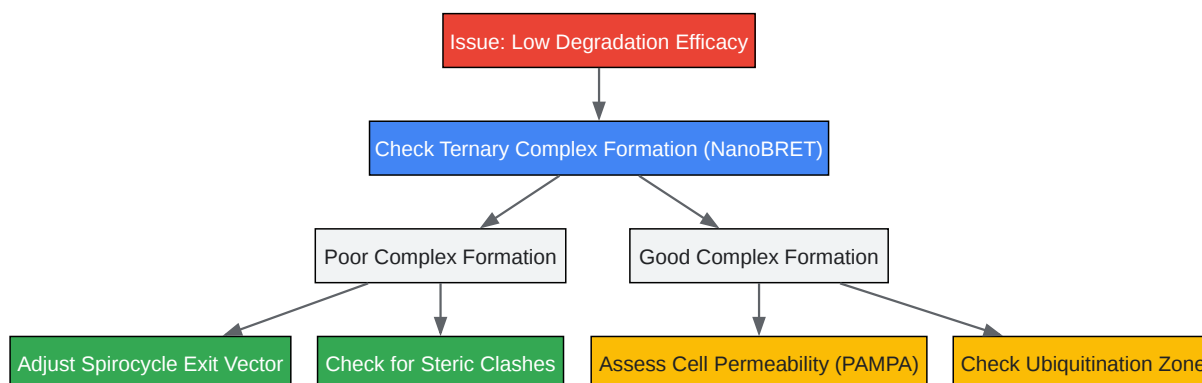 Issue: Low Degradation Efficacy
Check Ternary Complex Formation (NanoBRET)
Poor Complex Formation
Good Complex Formation
Adjust Spirocycle Exit Vector
Check for Steric Clashes
Assess Cell Permeability (PAMPA)
Check Ubiquitination Zone